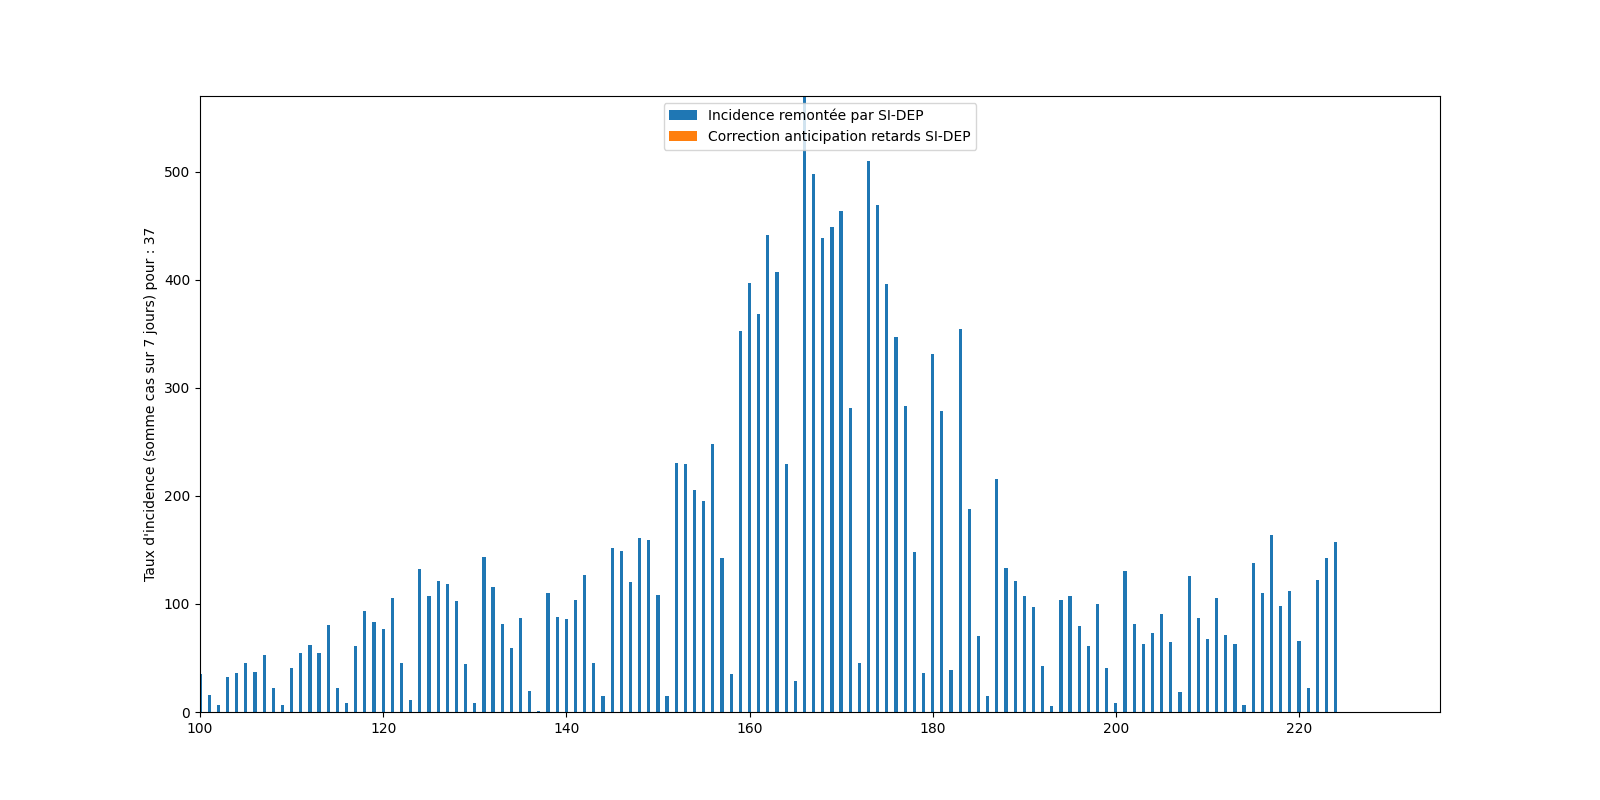 Incidence remontée par SI-DEP
Correction anticipation retards SI-DEP
Taux d'incidence (somme cas sur 7 jours) pour : 37
500
400
300
200
100
0
100 120 140 160 180 200 220